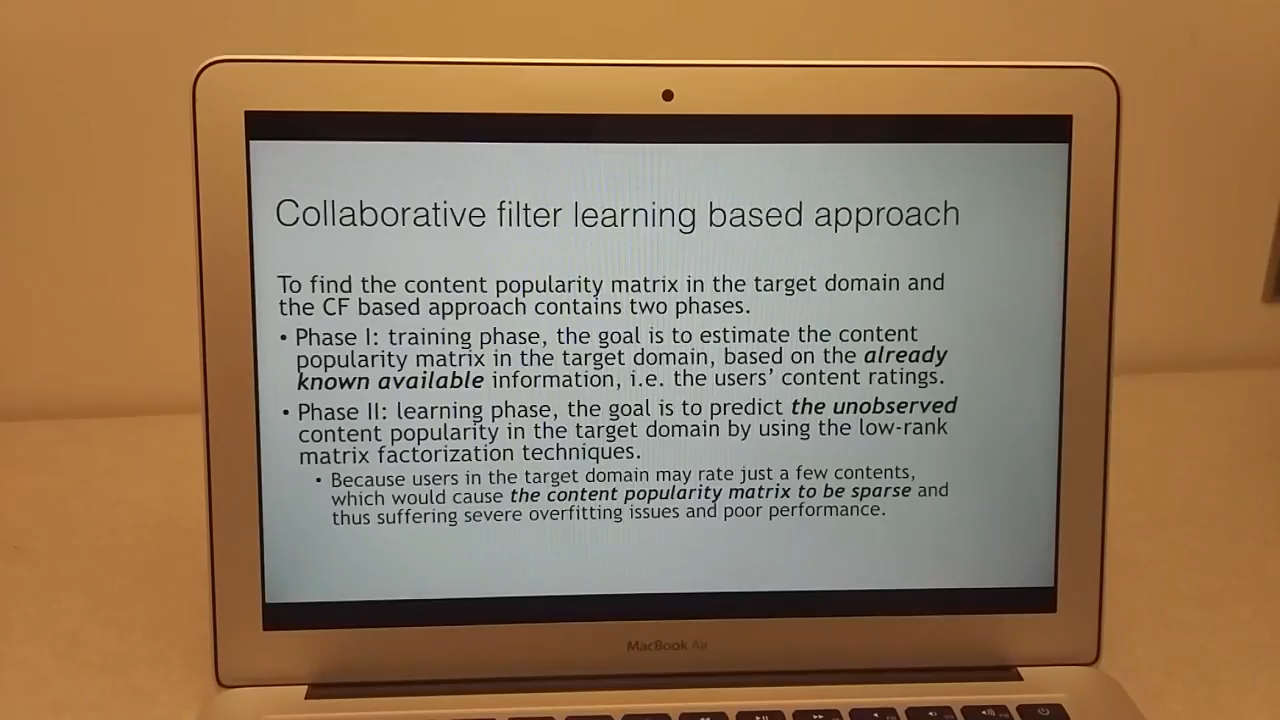 Collaborative filter learning based approach
To find the content popularity matrix in the target domain and
the CF based approach contains two phases.
• Phase I: training phase, the goal is to estimate the content
popularity matrix in the target domain, based on the already
known available information, i.e. the users’ content ratings.
• Phase II: learning phase, the goal is to predict the unobserved
content popularity in the target domain by using the low-rank
matrix factorization techniques.
• Because users in the target domain may rate just a few contents,
which would cause the content popularity matrix to be sparse and
thus suffering severe overfitting issues and poor performance.
MacBook Air